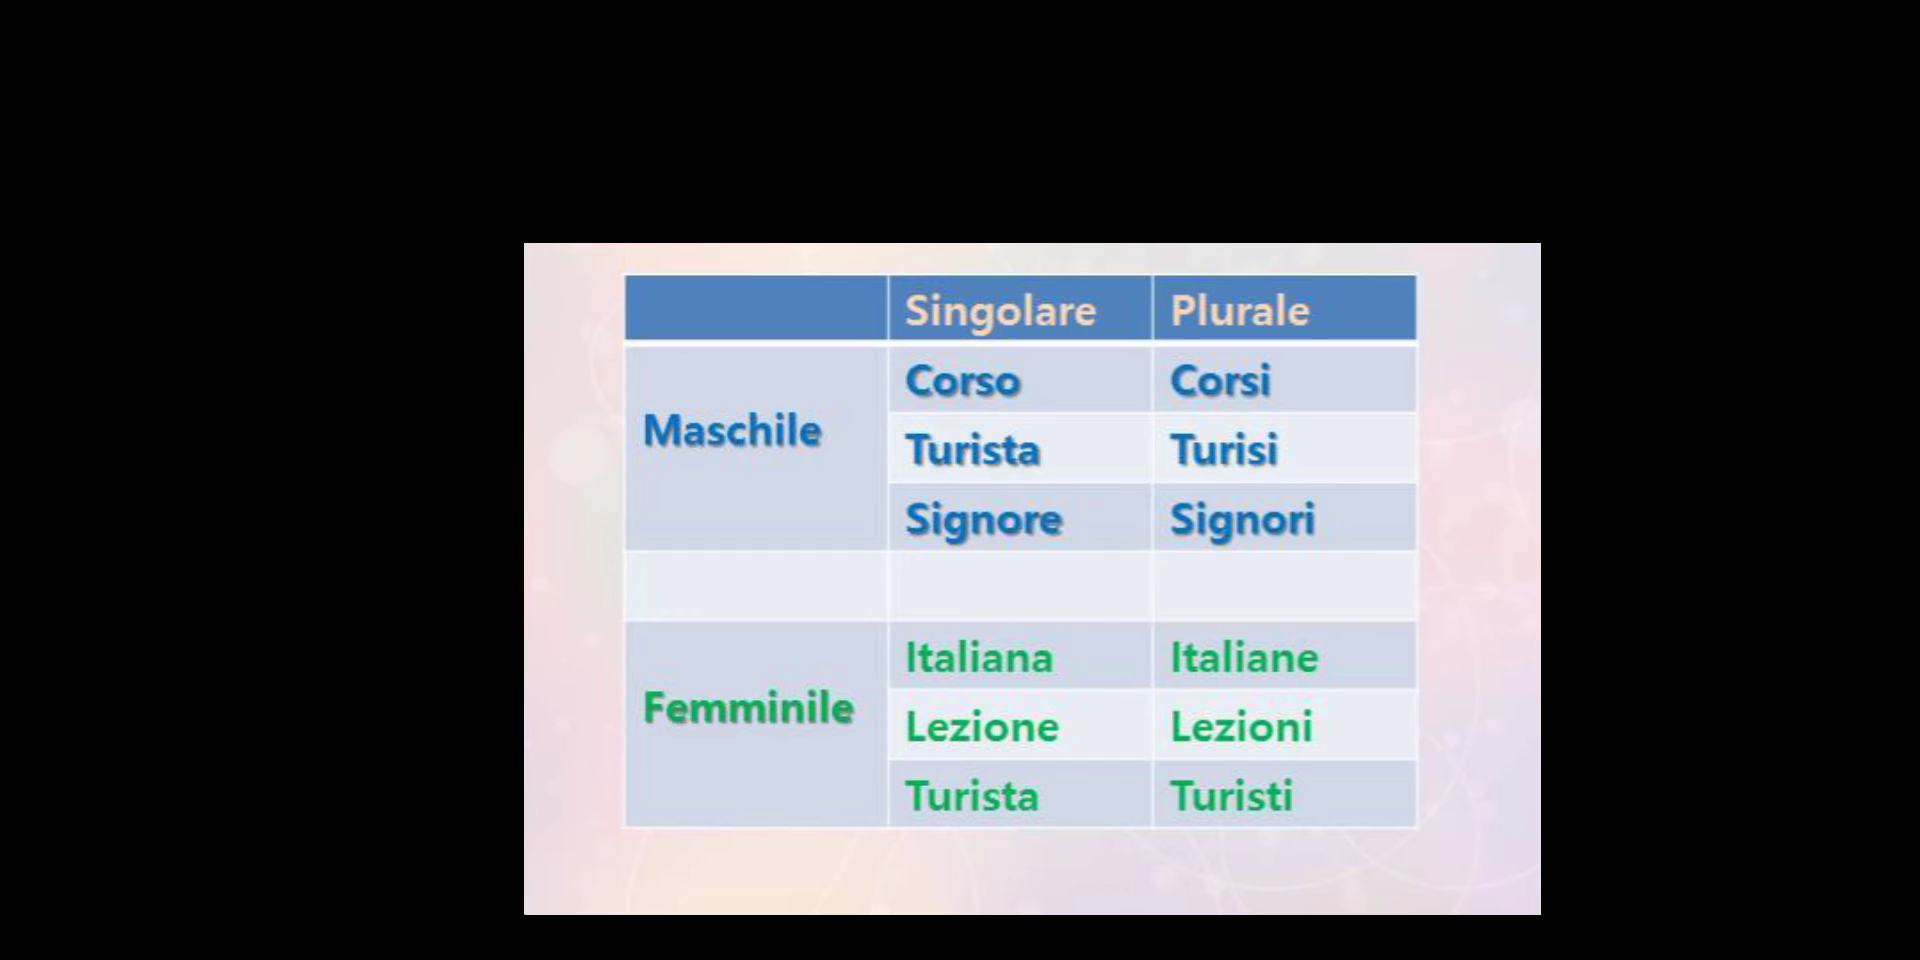 Singolare Plurale
Maschile
Corso Corsi
Turista Turisi
Signore Signori
Femminile
Italiana Italiane
Lezione Lezioni
Turista Turisti